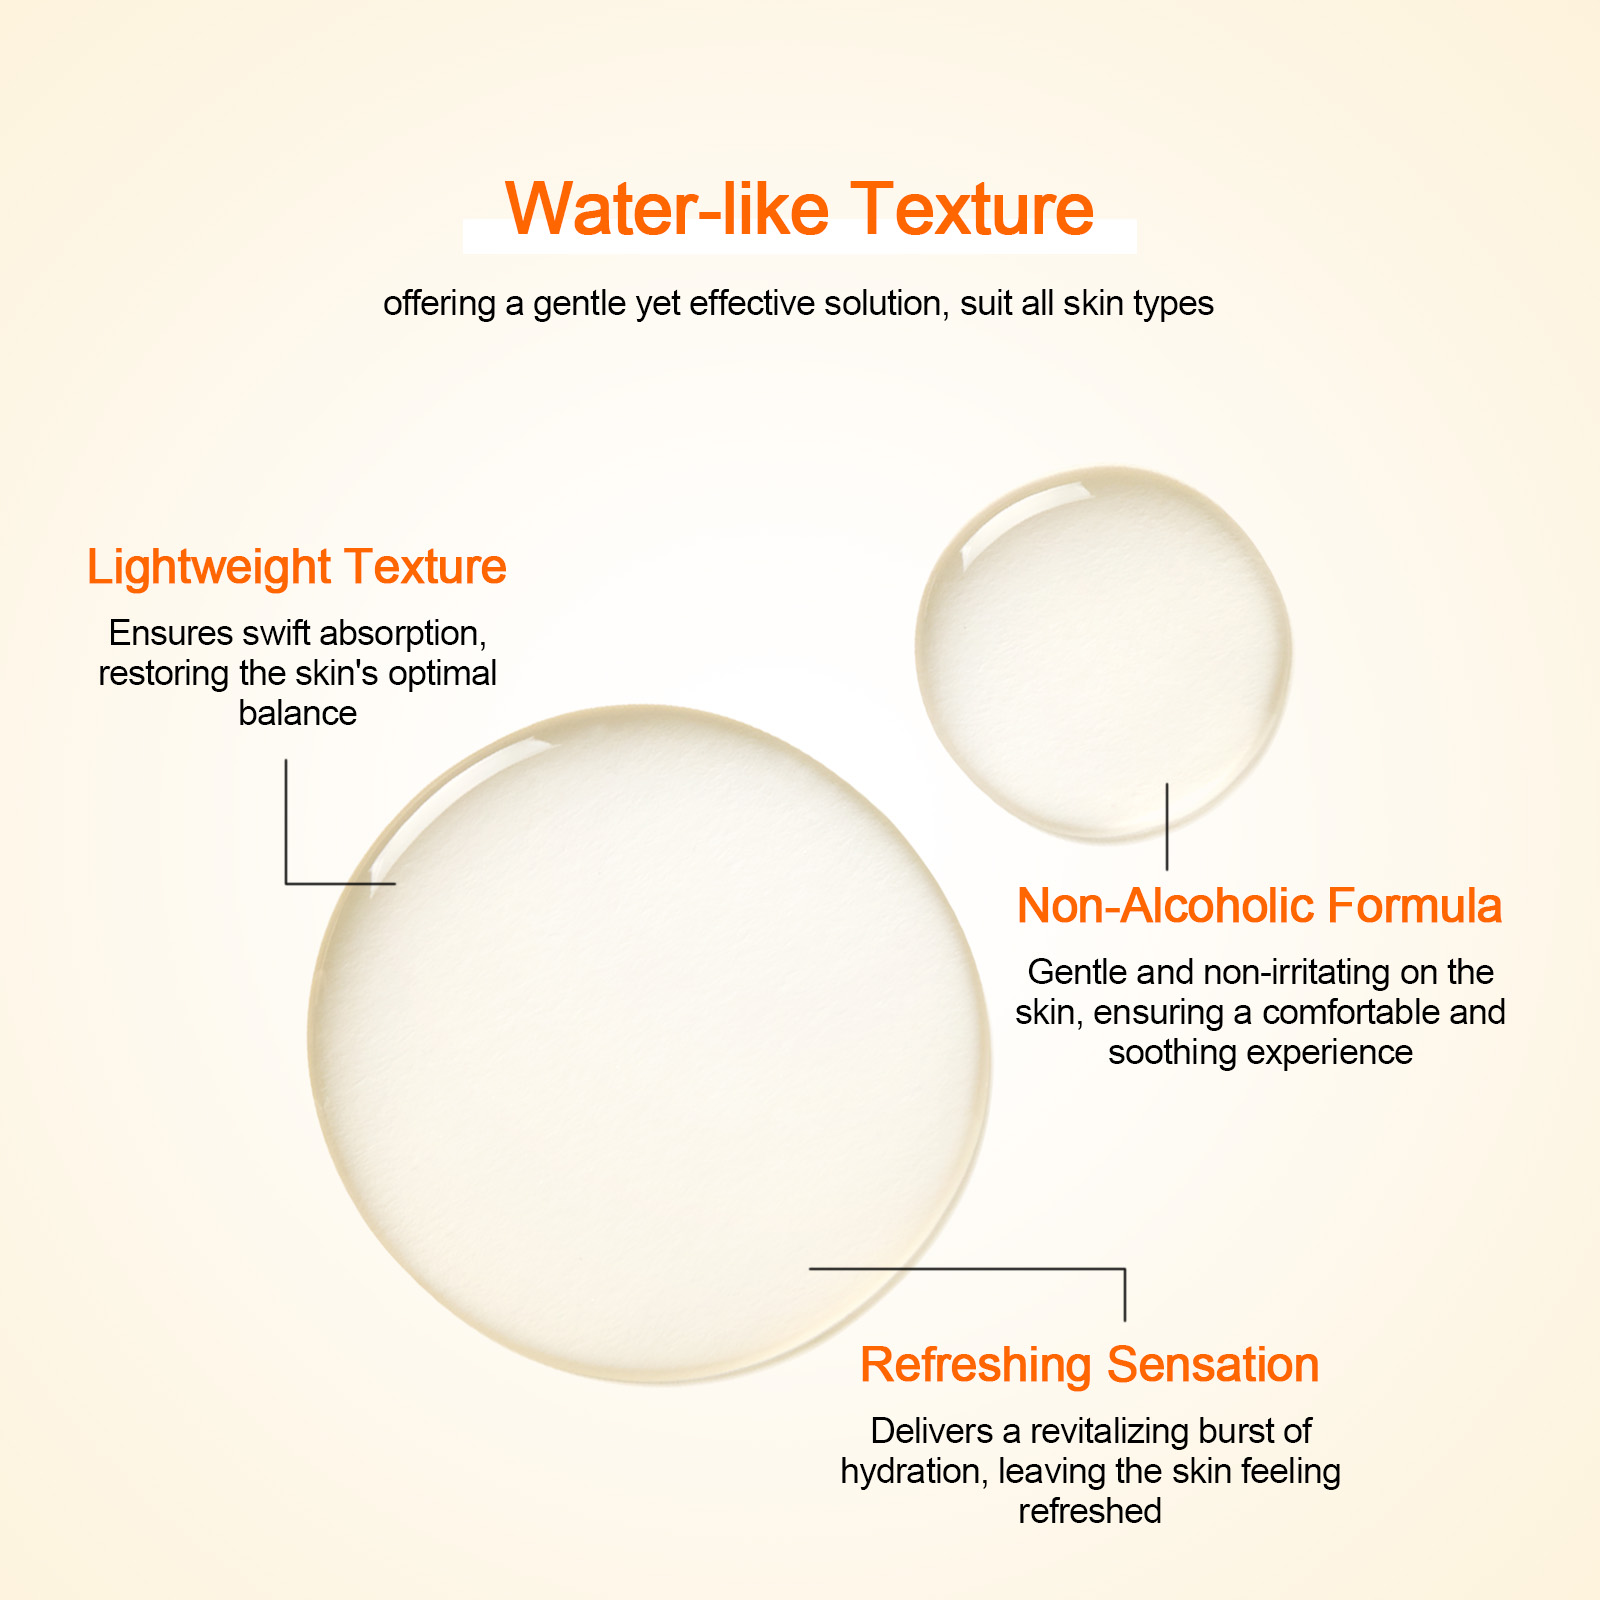 Water-like Texture
offering a gentle yet effective solution, suit all skin types
Lightweight Texture
Ensures swift absorption,
restoring the skin's optimal
balance
Non-Alcoholic Formula
Gentle and non-irritating on the
skin, ensuring a comfortable and
soothing experience
Refreshing Sensation
Delivers a revitalizing burst of
hydration, leaving the skin feeling
refreshed